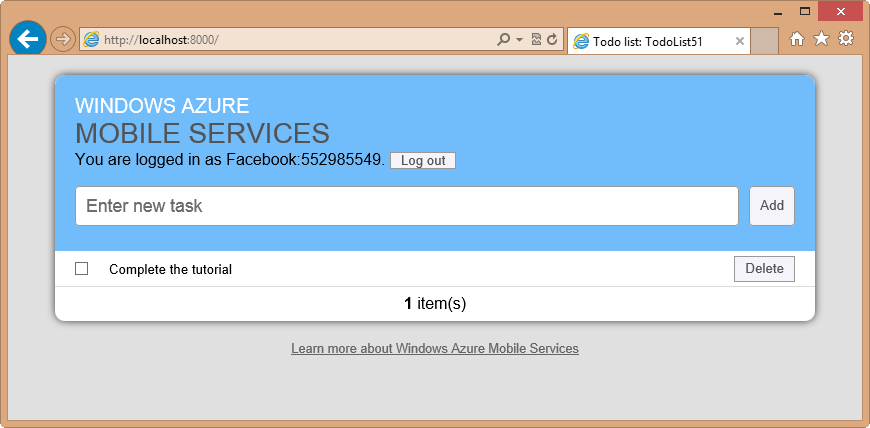 http://localhost:8000/
Todo list: TodoList51
WINDOWS AZURE
MOBILE SERVICES
You are logged in as Facebook:552985549. Log out
Enter new task
Add
Complete the tutorial
Delete
1 item(s)
Learn more about Windows Azure Mobile Services